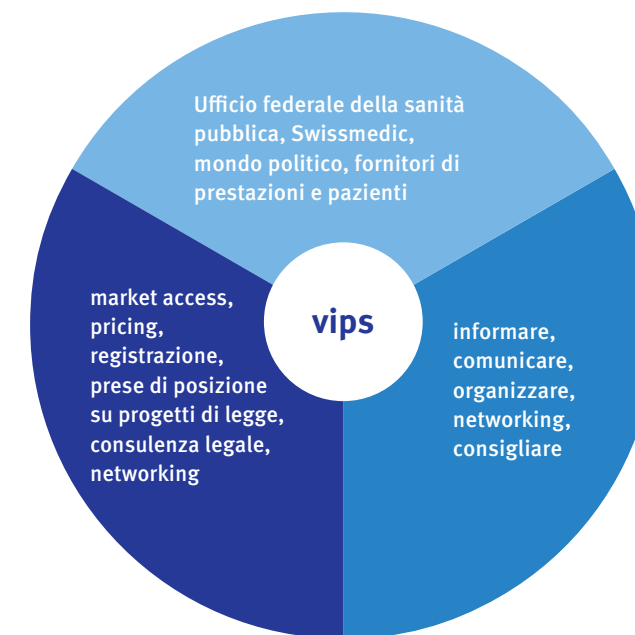 Ufficio federale della sanità
pubblica, Swissmedic,
mondo politico, fornitori di
prestazioni e pazienti
market access,
pricing,
registrazione,
prese di posizione
su progetti di legge,
consulenza legale,
networking
vips
informare,
comunicare,
organizzare,
networking,
consigliare